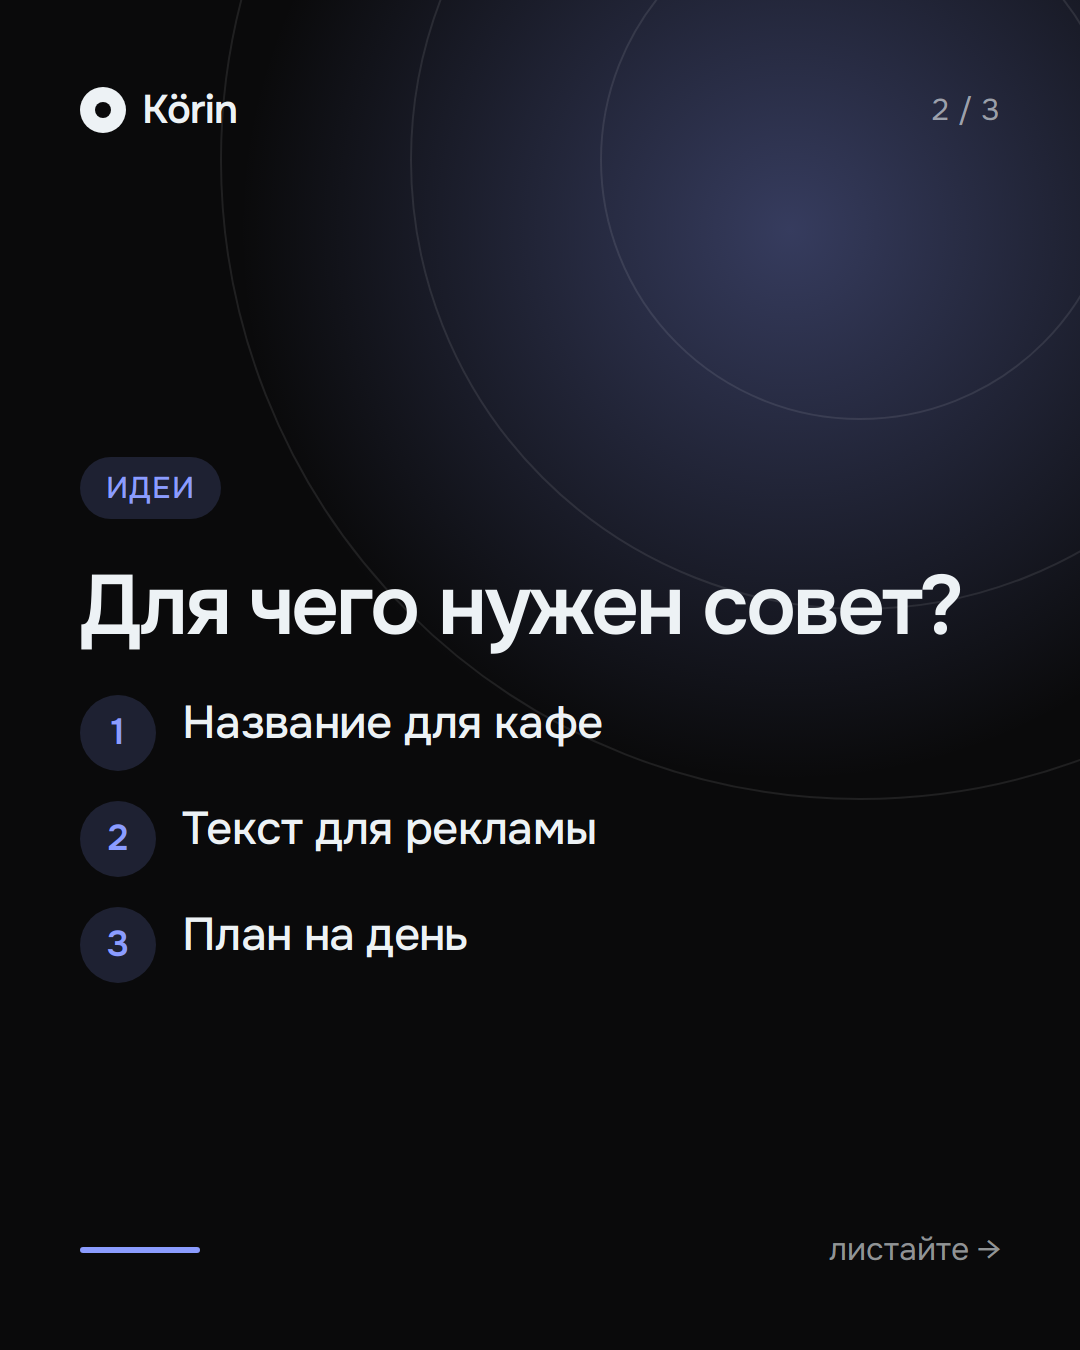 Körin
2 / 3
ИДЕИ
Для чего нужен совет?
1 Название для кафе
2 Текст для рекламы
3 План на день
листайте →